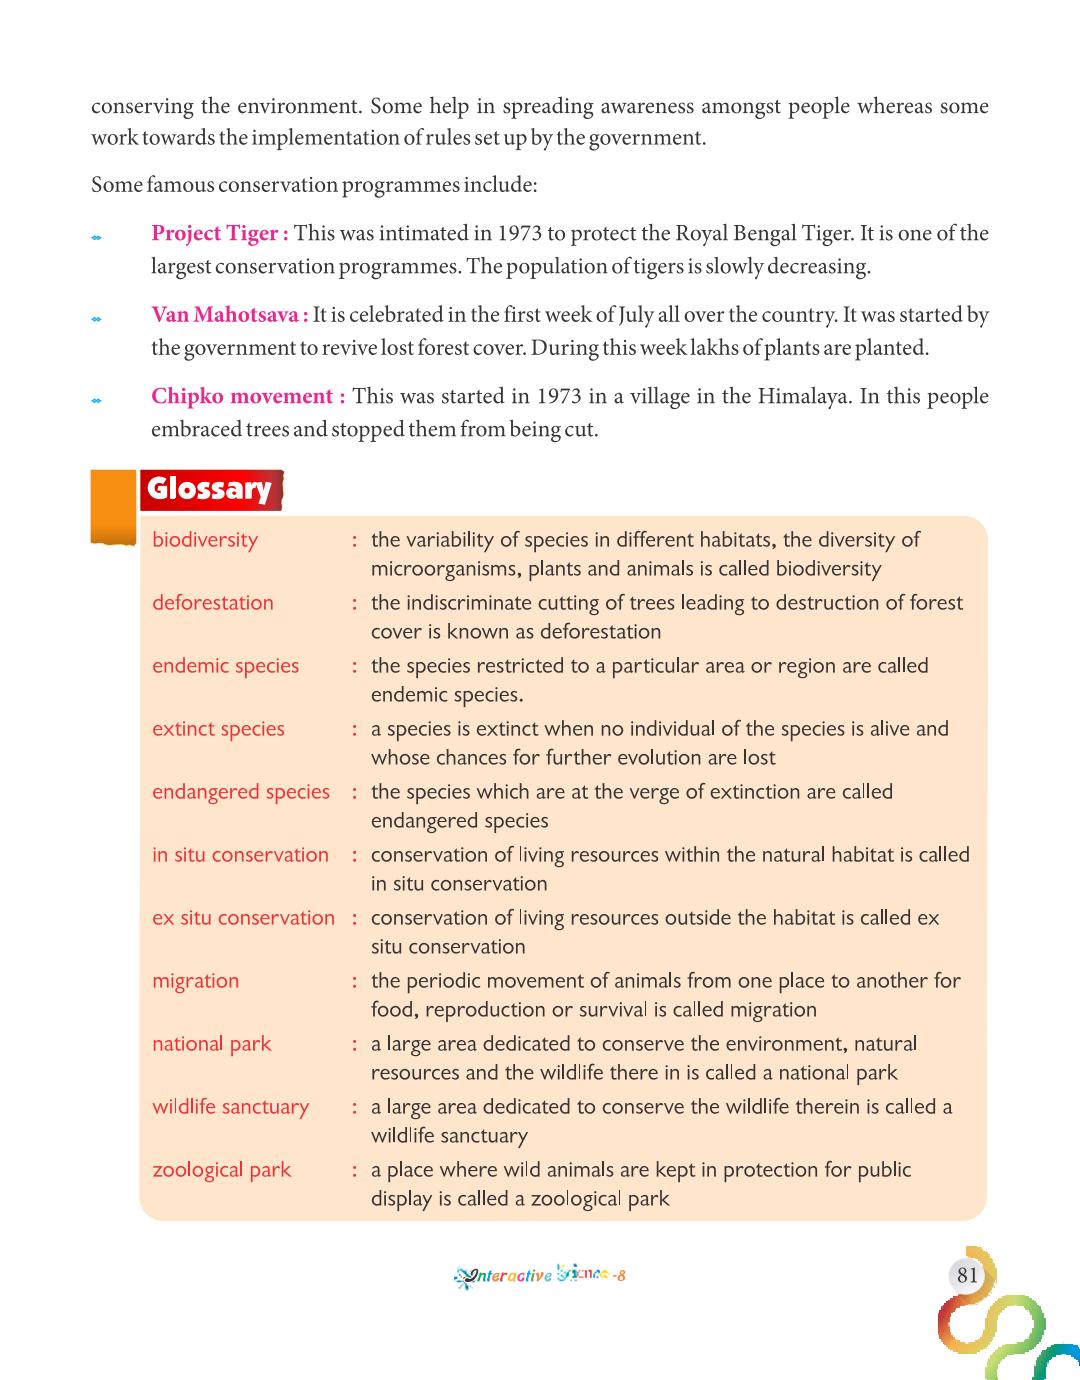 conserving the environment. Some help in spreading awareness amongst people whereas some
work towards the implementation of rules set up by the government.
Some famous conservation programmes include:
Project Tiger : This was intimated in 1973 to protect the Royal Bengal Tiger. It is one of the
largest conservation programmes. The population of tigers is slowly decreasing.
Van Mahotsava : It is celebrated in the first week of July all over the country. It was started by
the government to revive lost forest cover. During this week lakhs of plants are planted.
Chipko movement : This was started in 1973 in a village in the Himalaya. In this people
embraced trees and stopped them from being cut.
Glossary
biodiversity : the variability of species in different habitats, the diversity of
microorganisms, plants and animals is called biodiversity
deforestation : the indiscriminate cutting of trees leading to destruction of forest
cover is known as deforestation
endemic species : the species restricted to a particular area or region are called
endemic species.
extinct species : a species is extinct when no individual of the species is alive and
whose chances for further evolution are lost
endangered species : the species which are at the verge of extinction are called
endangered species
in situ conservation : conservation of living resources within the natural habitat is called
in situ conservation
ex situ conservation : conservation of living resources outside the habitat is called ex
situ conservation
migration : the periodic movement of animals from one place to another for
food, reproduction or survival is called migration
national park : a large area dedicated to conserve the environment, natural
resources and the wildlife there in is called a national park
wildlife sanctuary : a large area dedicated to conserve the wildlife therein is called a
wildlife sanctuary
zoological park : a place where wild animals are kept in protection for public
display is called a zoological park
Interactive Science -8
81